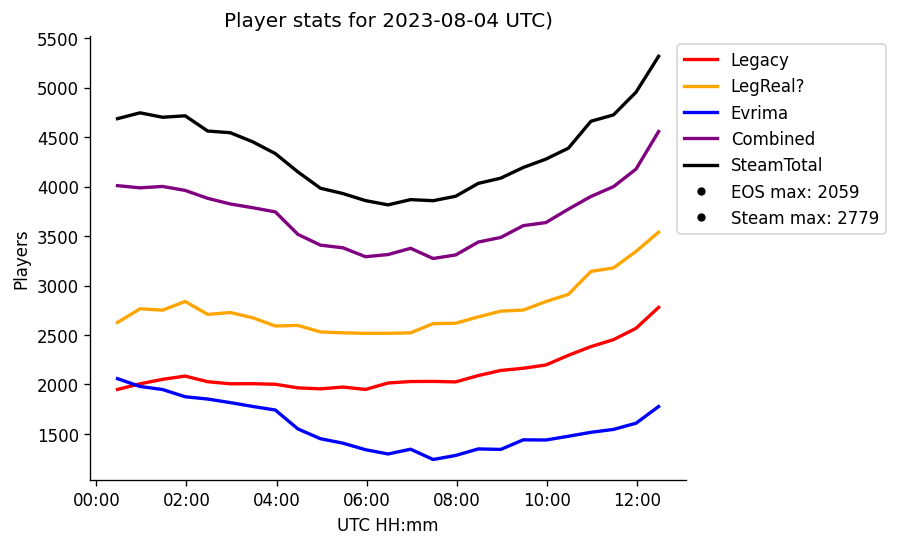 Player stats for 2023-08-04 UTC)
5500
5000
4500
4000
3500
3000
2500
2000
1500
Players
00:00 02:00 04:00 06:00 08:00 10:00 12:00
UTC HH:mm
Legacy
LegReal?
Evrima
Combined
SteamTotal
EOS max: 2059
Steam max: 2779